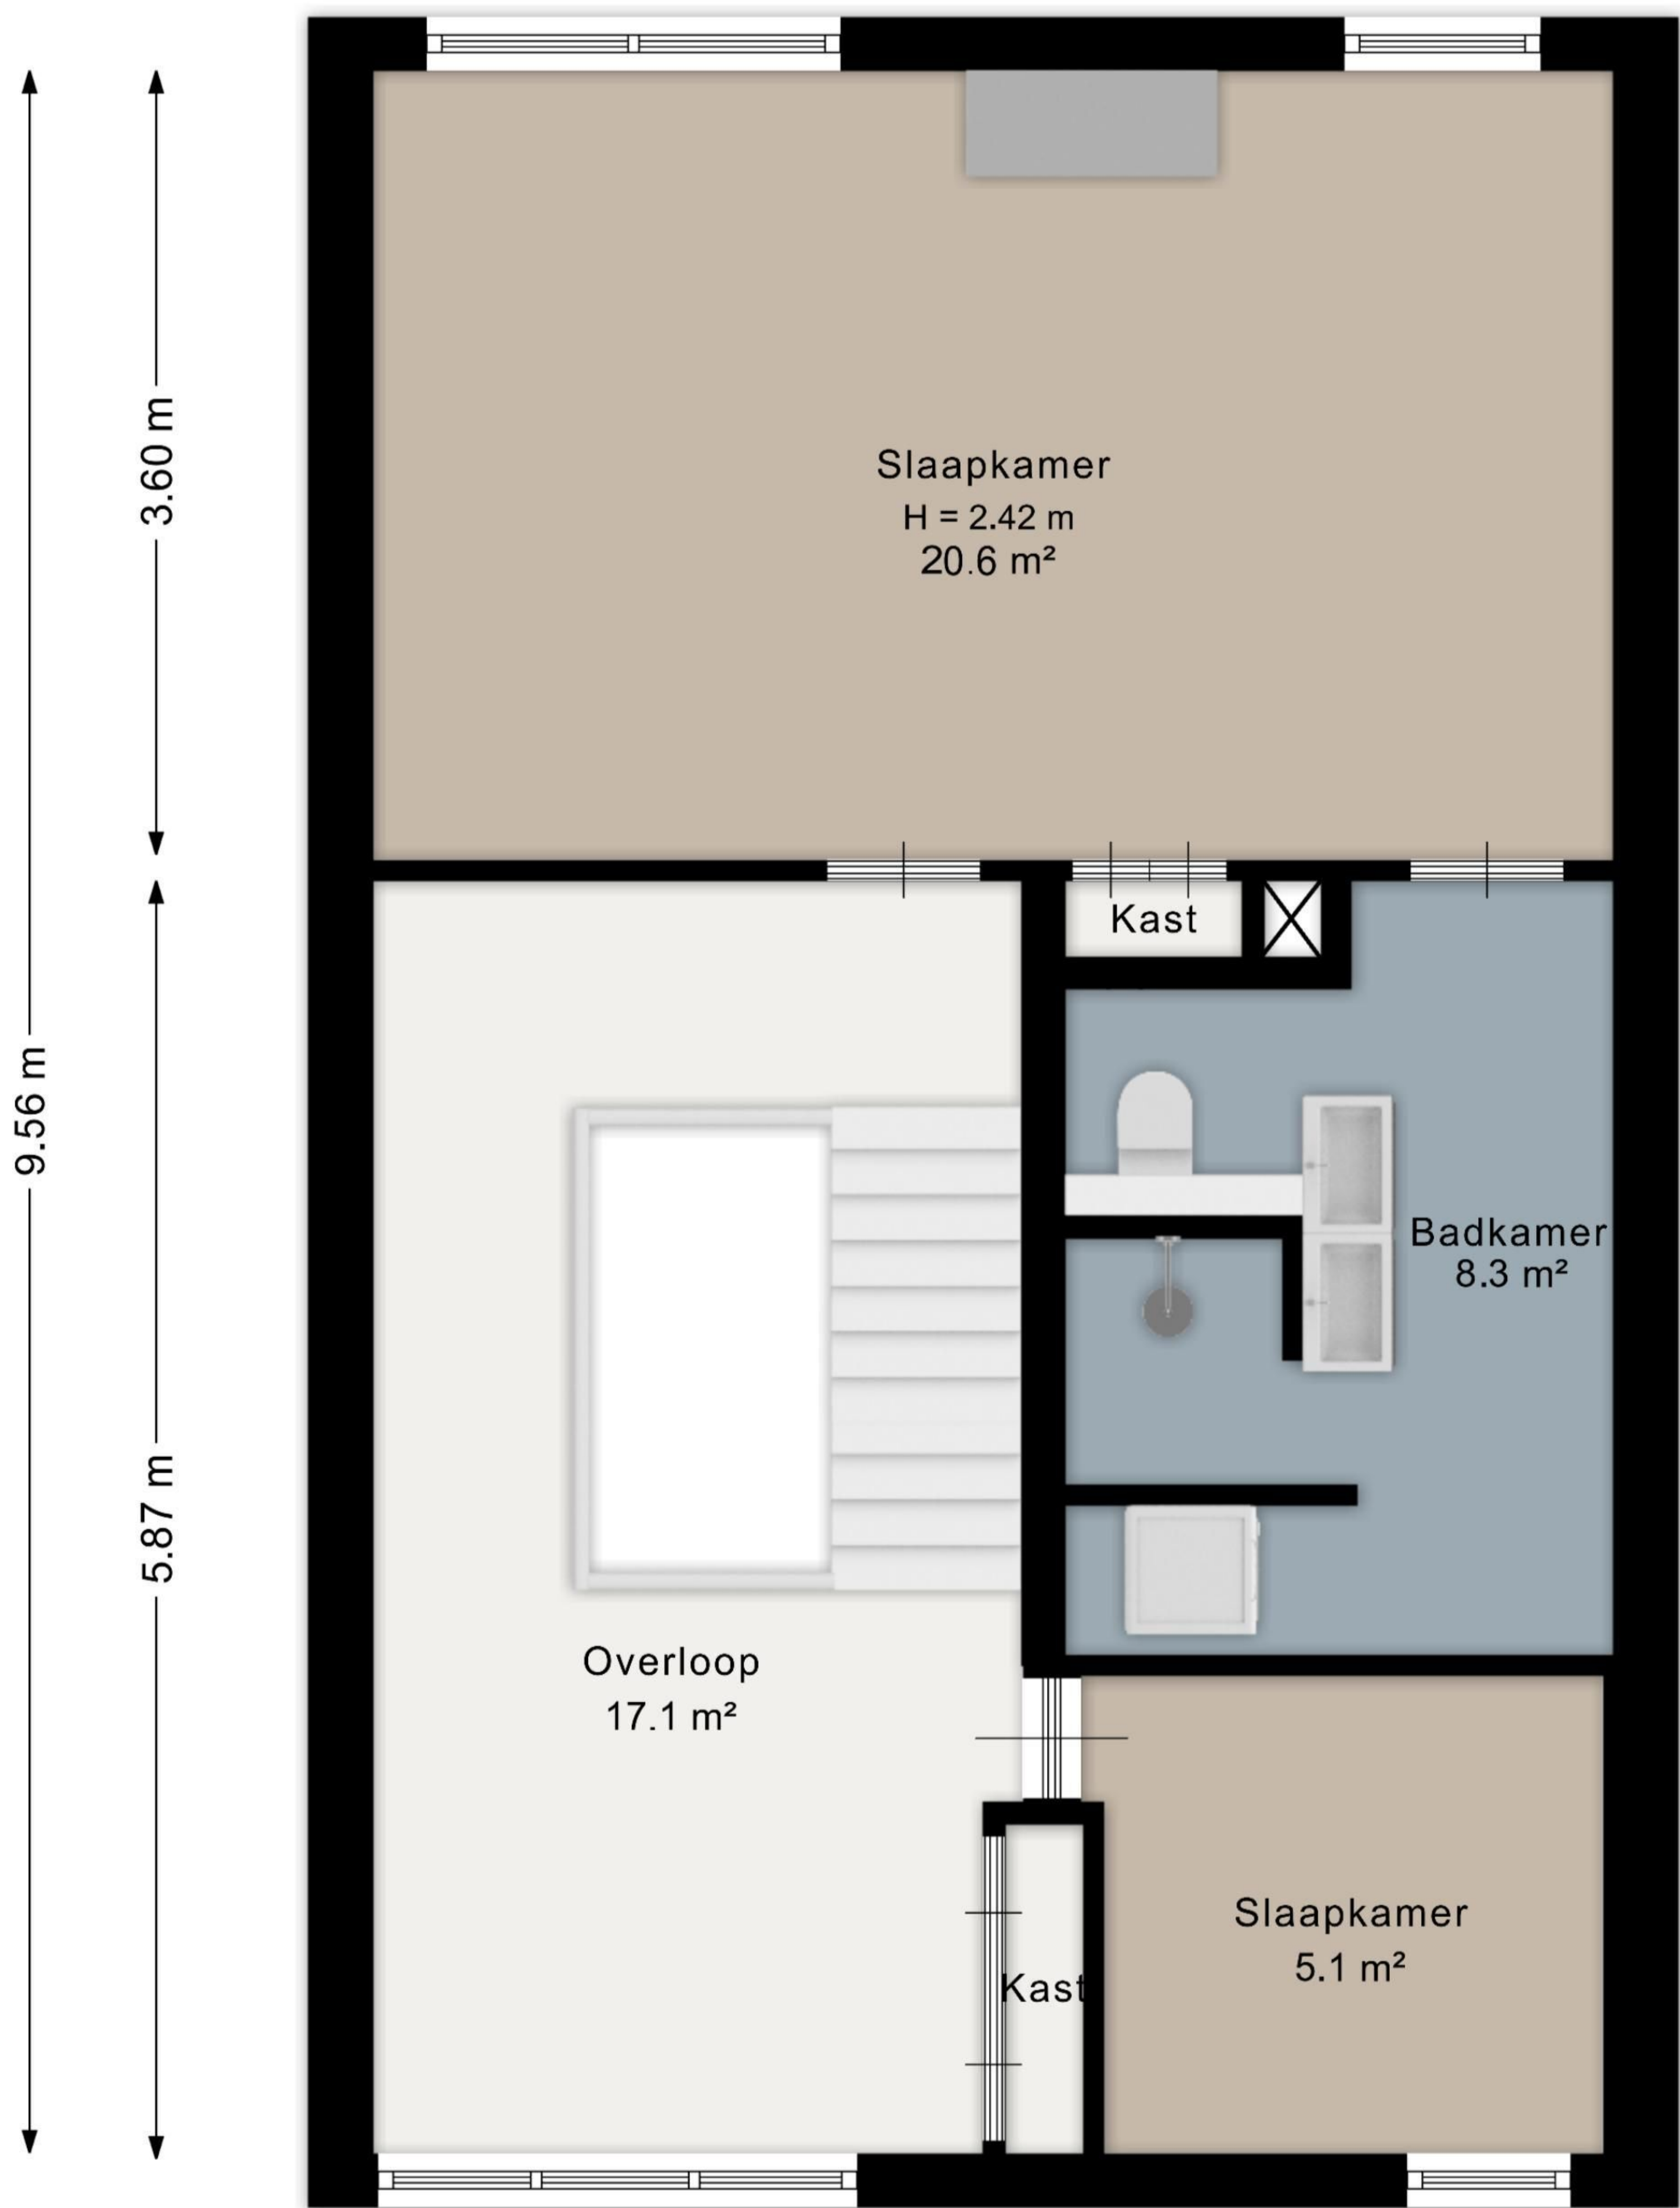 3.60 m
9.56 m
5.87 m
Slaapkamer
H = 2.42 m
20.6 m²
Kast
Badkamer
8.3 m²
Overloop
17.1 m²
Slaapkamer
5.1 m²
Kast